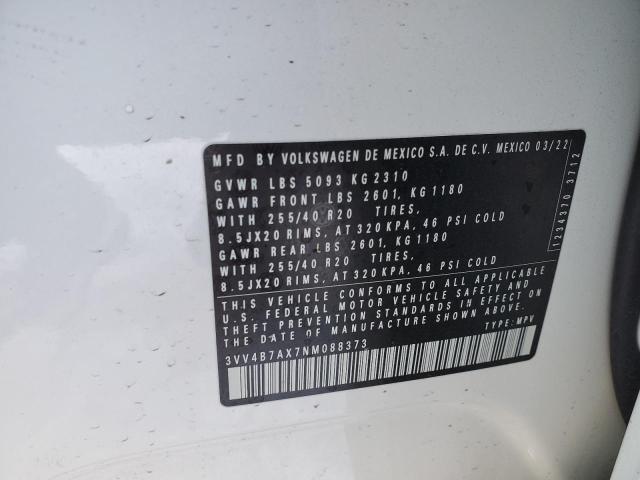 MFD BY VOLKSWAGEN DE MEXICO S.A. DE C.V. MEXICO 03/22
GVWR LBS 5093 KG 2310
GAWR FRONT LBS 2601, KG 1180
WITH 255/40 R20 TIRES,
8.5JX20 RIMS, AT 320 KPA, 46 PSI COLD
GAWR REAR LBS 2601, KG 1180
WITH 255/40 R20 TIRES,
8.5JX20 RIMS, AT 320 KPA, 46 PSI COLD
THIS VEHICLE CONFORMS TO ALL APPLICABLE
U.S. FEDERAL MOTOR VEHICLE SAFETY AND
THEFT PREVENTION STANDARDS IN EFFECT ON
THE DATE OF MANUFACTURE SHOWN ABOVE.
3VV4B7AX7NM088373
TYPE: MPV
1234370 3712